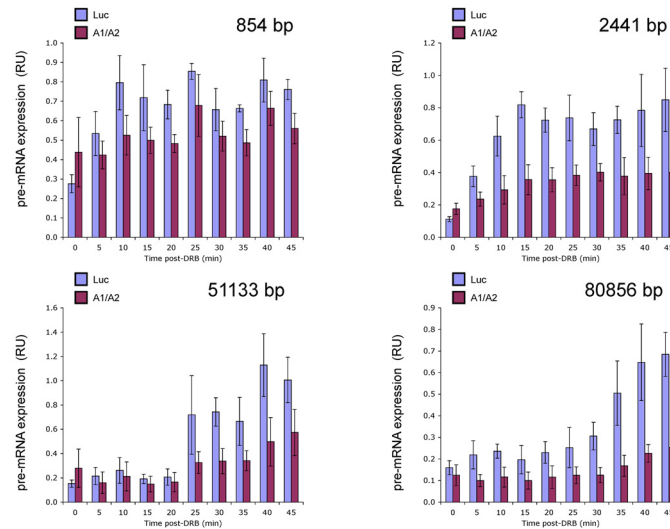 Luc
A1/A2
854 bp
pre-mRNA expression (RU)
1.0
0.9
0.8
0.7
0.6
0.5
0.4
0.3
0.2
0.1
0.0
0 5 10 15 20 25 30 35 40 45
Time post-DRB (min)
Luc
A1/A2
2441 bp
pre-mRNA expression (RU)
1.2
1.0
0.8
0.6
0.4
0.2
0.0
0 5 10 15 20 25 30 35 40 45
Time post-DRB (min)
Luc
A1/A2
51133 bp
pre-mRNA expression (RU)
1.6
1.4
1.2
1.0
0.8
0.6
0.4
0.2
0.0
0 5 10 15 20 25 30 35 40 45
Time post-DRB (min)
Luc
A1/A2
80856 bp
pre-mRNA expression (RU)
0.9
0.8
0.7
0.6
0.5
0.4
0.3
0.2
0.1
0.0
0 5 10 15 20 25 30 35 40 45
Time post-DRB (min)